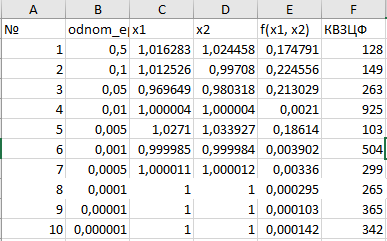 A B C D E F
№ odnom_e x1 x2 f(x1, x2) КВЗЦФ
1 0,5 1,016283 1,024458 0,174791 128
2 0,1 1,012526 0,99708 0,224556 149
3 0,05 0,969649 0,980318 0,213029 263
4 0,01 1,000004 1,000004 0,0021 925
5 0,005 1,0271 1,033927 0,18614 103
6 0,001 0,999985 0,999984 0,003902 504
7 0,0005 1,000011 1,000012 0,00336 299
8 0,0001 1 1 0,000295 265
9 0,00001 1 1 0,000103 365
10 0,000001 1 1 0,000142 342